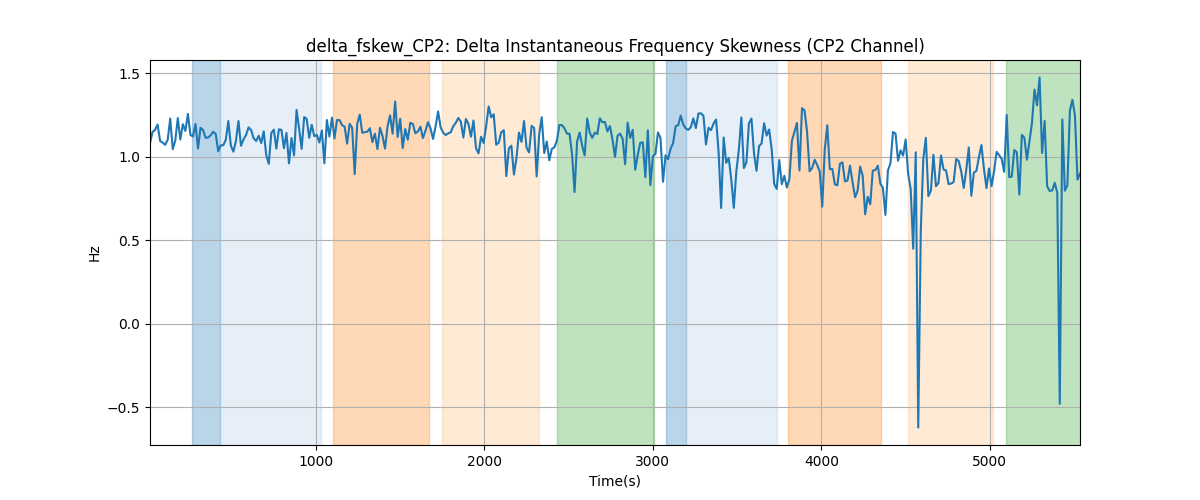 delta_fskew_CP2: Delta Instantaneous Frequency Skewness (CP2 Channel)
1.5
1.0
0.5
0.0
−0.5
Hz
1000 2000 3000 4000 5000
Time(s)